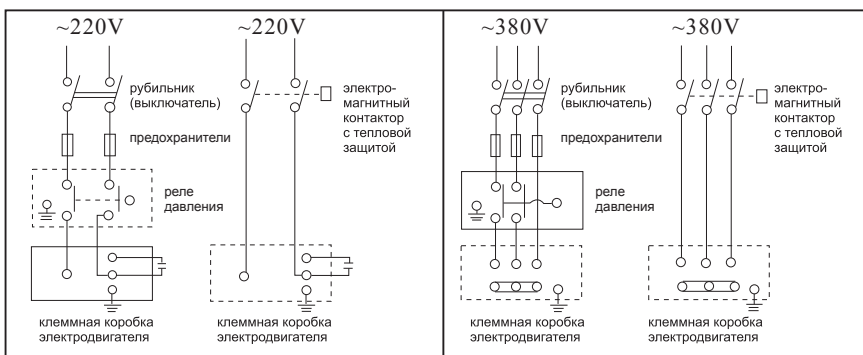 ~220V
~220V
рубильник
(выключатель)
электро-
магнитный
контактор
с тепловой
защитой
предохранители
реле
давления
клеммная коробка
электродвигателя
клеммная коробка
электродвигателя
~380V
~380V
рубильник
(выключатель)
электро-
магнитный
контактор
с тепловой
защитой
предохранители
реле
давления
клеммная коробка
электродвигателя
клеммная коробка
электродвигателя